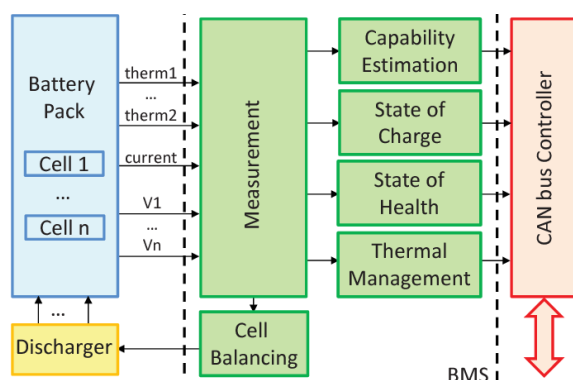 Battery
Pack
Cell 1
...
Cell n
therm1
...
therm2
current
V1
...
Vn
Measurement
Capability
Estimation
State of
Charge
State of
Health
Thermal
Management
CAN bus Controller
...
Discharger
Cell
Balancing
BMS